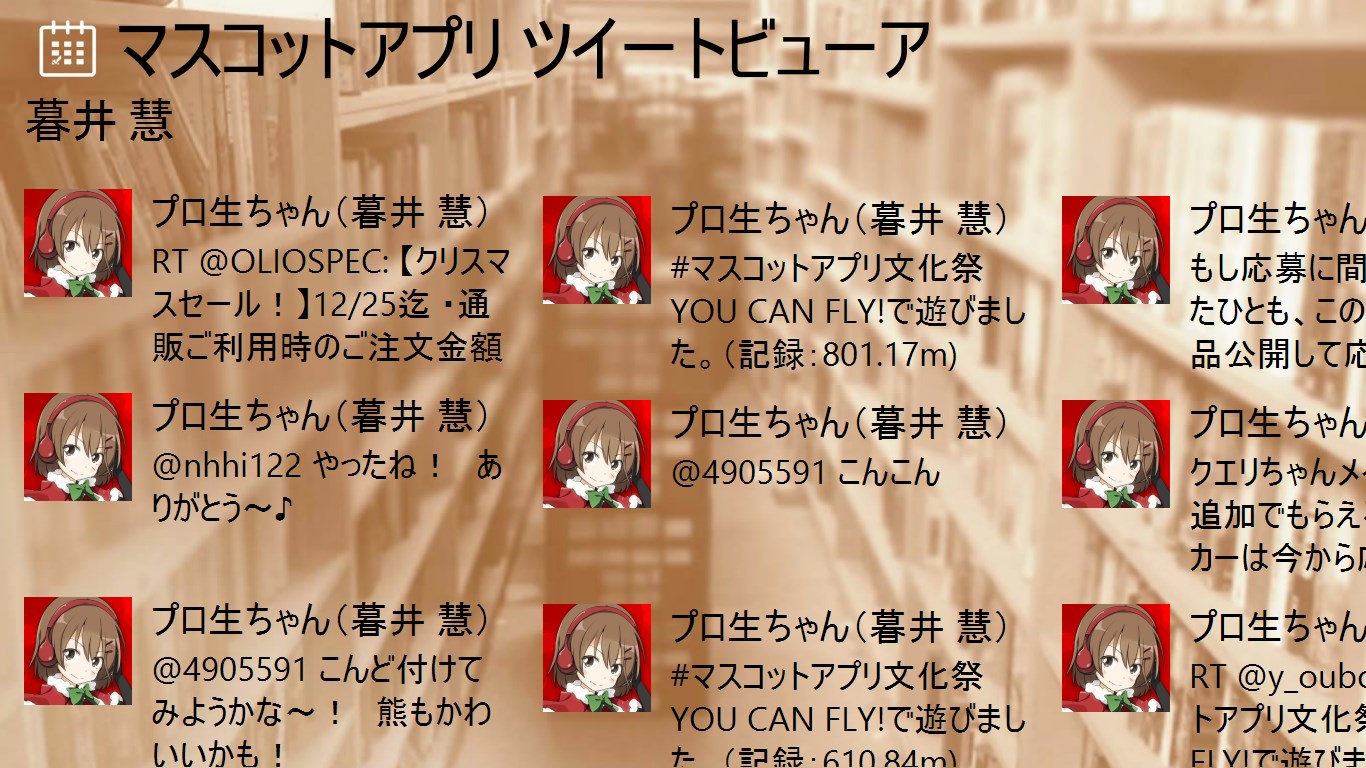 マスコットアプリ ツイートビューア
暮井 慧
プロ生ちゃん(暮井 慧)
RT @OLIOSPEC: 【クリスマ
スセール!】12/25迄 ・通
販ご利用時のご注文金額
プロ生ちゃん(暮井 慧)
@nhhi122 やったね! あ
りがとう～♪
プロ生ちゃん(暮井 慧)
@4905591 こんど付けて
みようかな～! 熊もかわ
いいかも!
プロ生ちゃん(暮井 慧)
#マスコットアプリ文化祭
YOU CAN FLY!で遊びまし
た。(記録:801.17m)
プロ生ちゃん(暮井 慧)
@4905591 こんこん
プロ生ちゃん(暮井 慧)
#マスコットアプリ文化祭
YOU CAN FLY!で遊びまし
た。(記録:610.84m)
プロ生ちゃん
もし応募に間
たひとも、この
品公開して応
プロ生ちゃん
クエリちゃんメ
追加でもらえ
カーは今から
プロ生ちゃん
RT @y_oubo
トアプリ文化祭
FLY!で遊びま